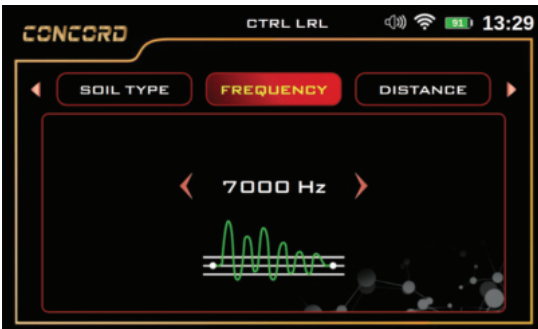 CONCORD
CTRL LRL
91 13:29
SOIL TYPE
FREQUENCY
DISTANCE
7000 Hz